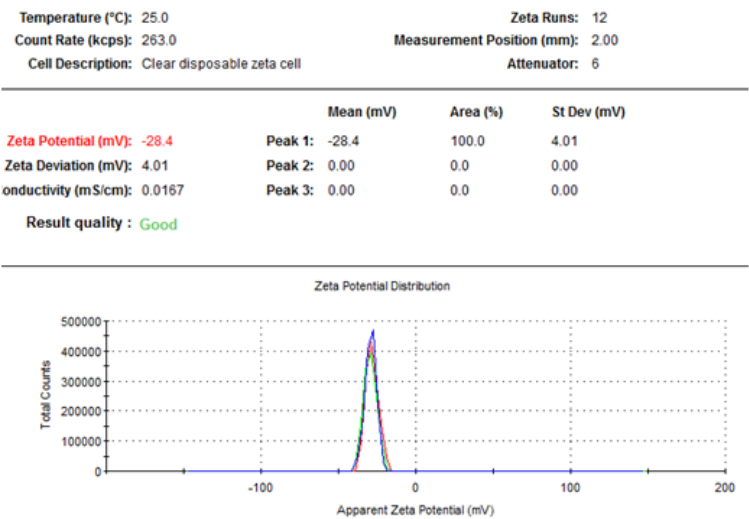 Temperature (°C): 25.0 Zeta Runs: 12
Count Rate (kcps): 263.0 Measurement Position (mm): 2.00
Cell Description: Clear disposable zeta cell Attenuator: 6
Mean (mV) Area (%) St Dev (mV)
Zeta Potential (mV): -28.4 Peak 1: -28.4 100.0 4.01
Zeta Deviation (mV): 4.01 Peak 2: 0.00 0.0 0.00
onductivity (mS/cm): 0.0167 Peak 3: 0.00 0.0 0.00
Result quality : Good
Zeta Potential Distribution
500000
400000
300000
200000
100000
0
Total Counts
-100 0 100 200
Apparent Zeta Potential (mV)